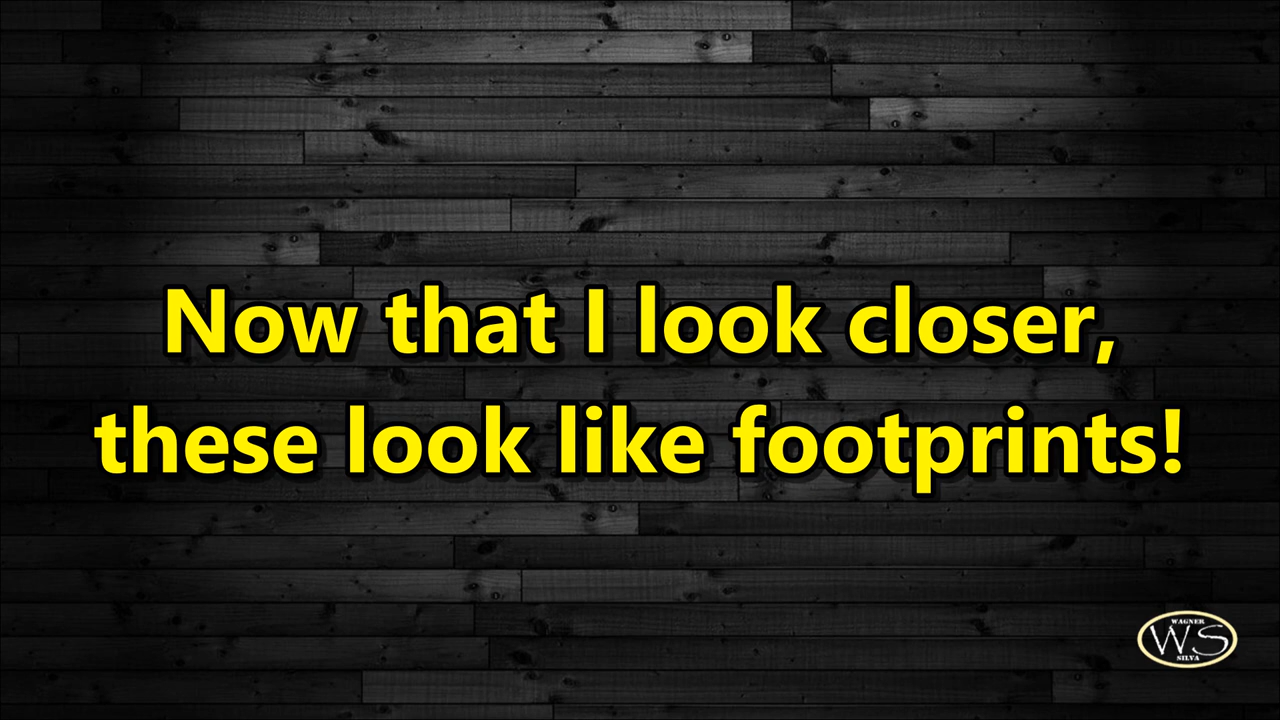 Now that I look closer,
these look like footprints!
WAGNER
WS
SILVA